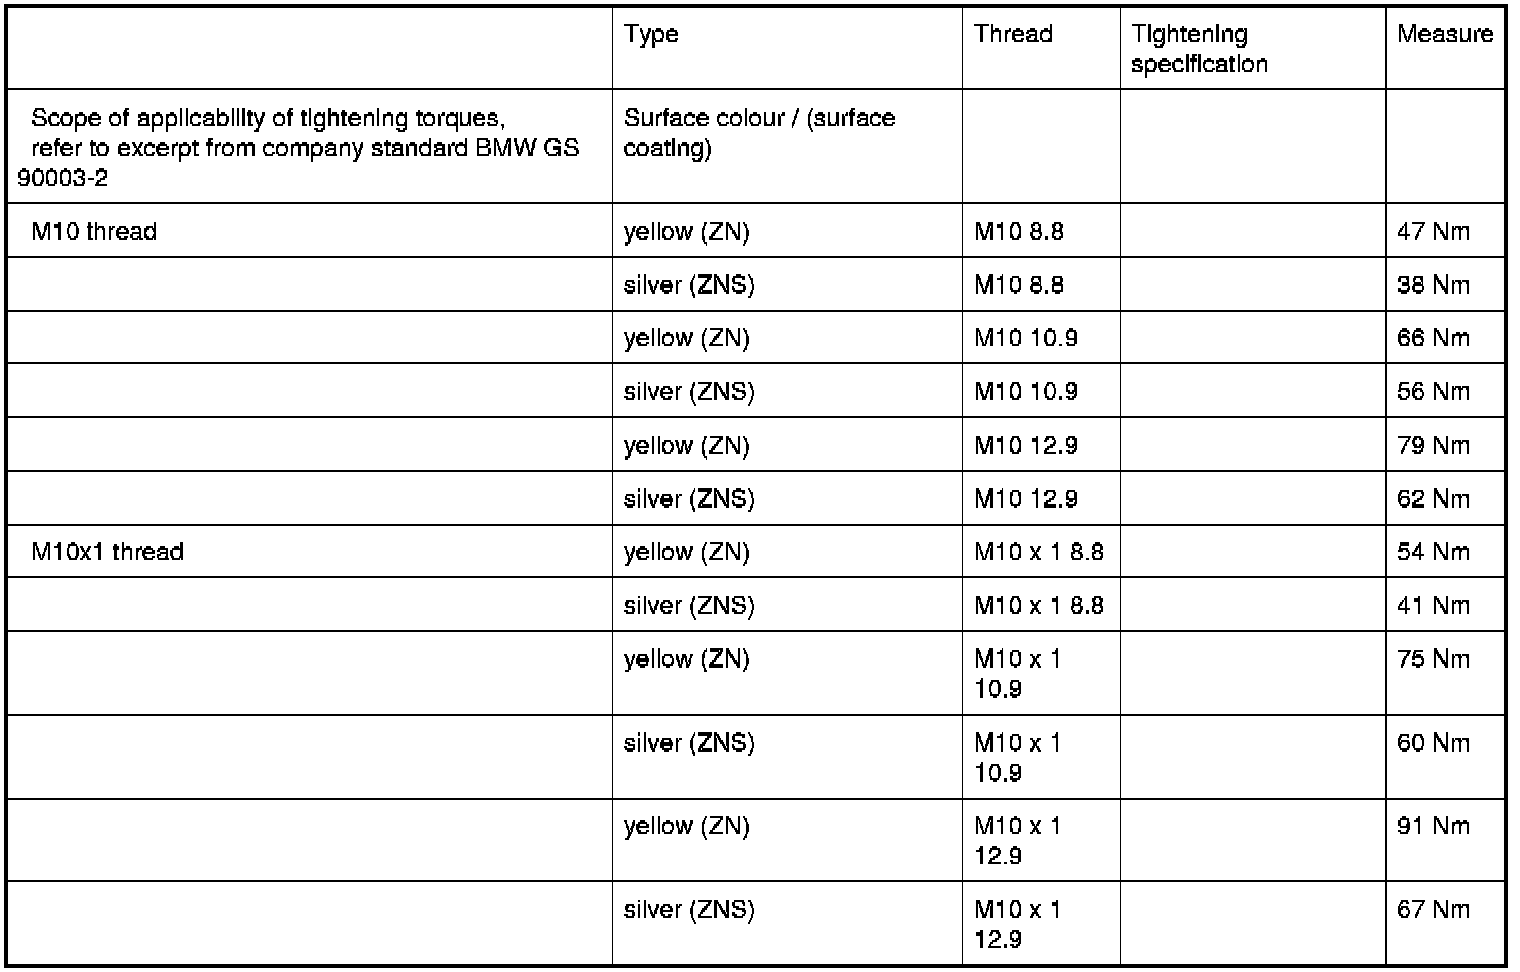 Type Thread Tightening Measure
specification
Scope of applicability of tightening torques, Surface colour / (surface
refer to excerpt from company standard BMW GS coating)
90003-2
M10 thread yellow (ZN) M10 8.8 47 Nm
silver (ZNS) M10 8.8 38 Nm
yellow (ZN) M10 10.9 66 Nm
silver (ZNS) M10 10.9 56 Nm
yellow (ZN) M10 12.9 79 Nm
silver (ZNS) M10 12.9 62 Nm
M10x1 thread yellow (ZN) M10 x 1 8.8 54 Nm
silver (ZNS) M10 x 1 8.8 41 Nm
yellow (ZN) M10 x 1 75 Nm
10.9
silver (ZNS) M10 x 1 60 Nm
10.9
yellow (ZN) M10 x 1 91 Nm
12.9
silver (ZNS) M10 x 1 67 Nm
12.9